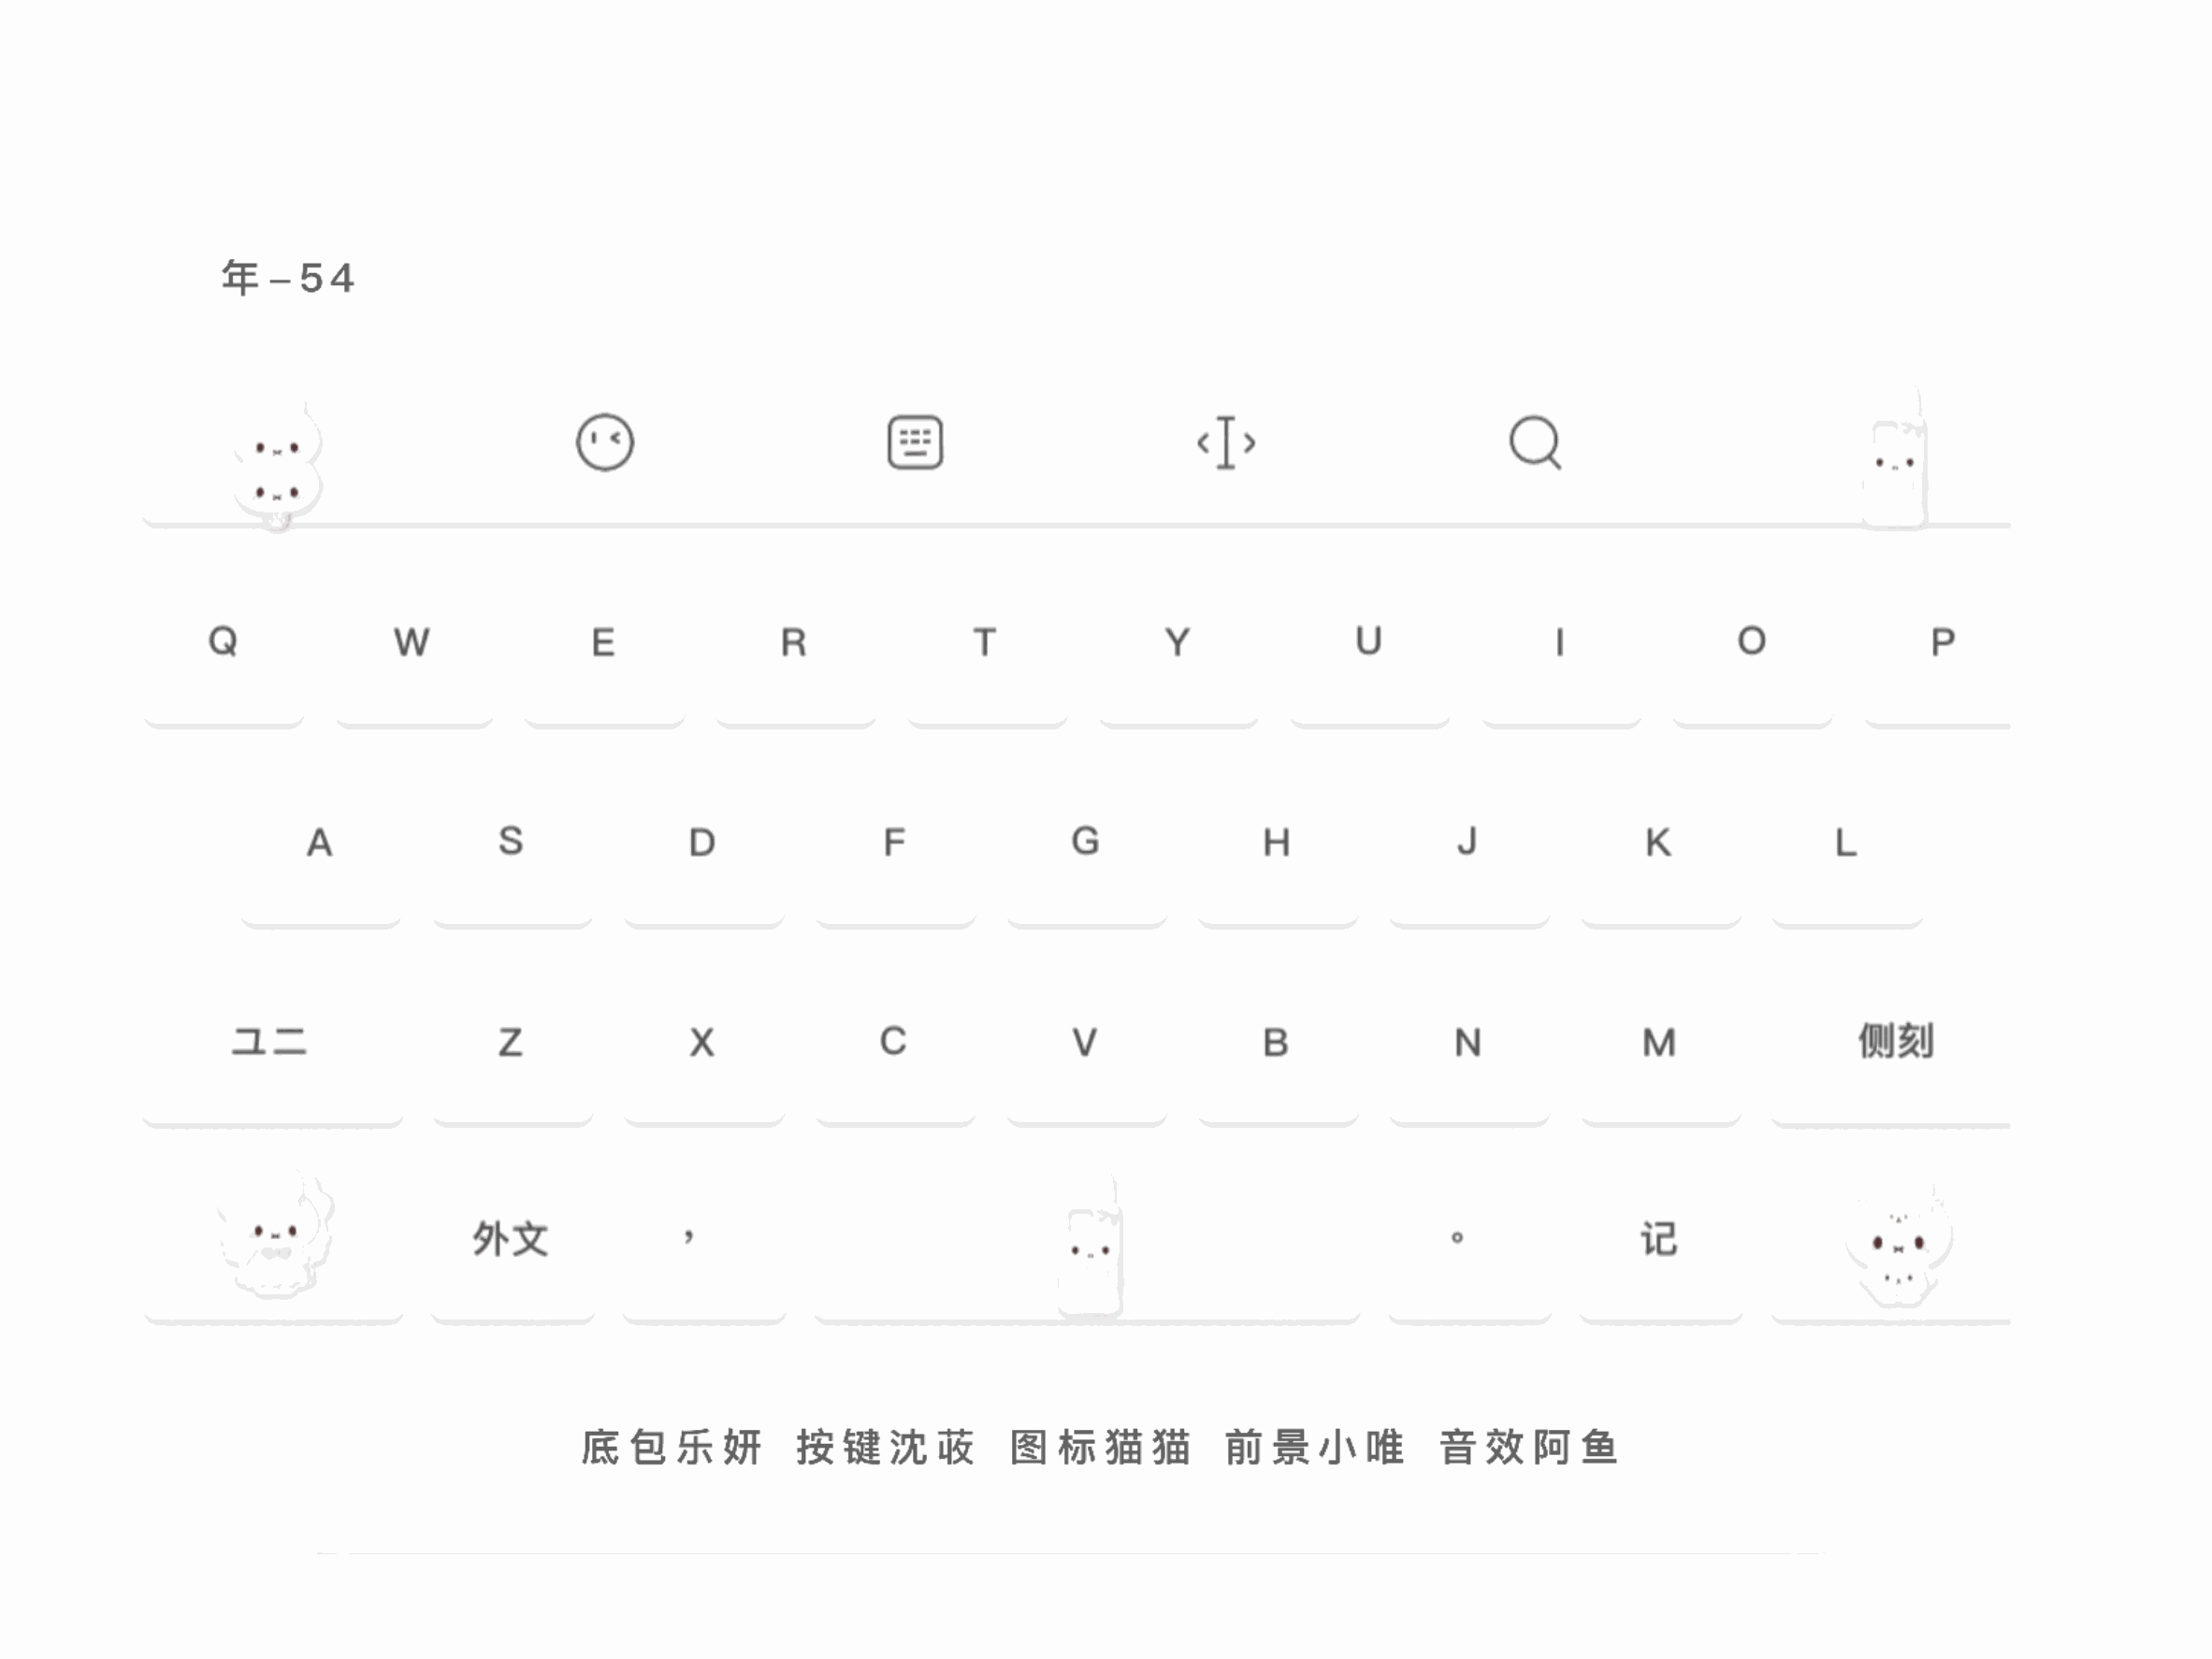 年-54
Q W E R T Y U I O P
A S D F G H J K L
ユニ Z X C V B N M 侧刻
外文 , 。 记
底包乐妍 按键沈蔹 图标猫猫 前景小唯 音效阿鱼